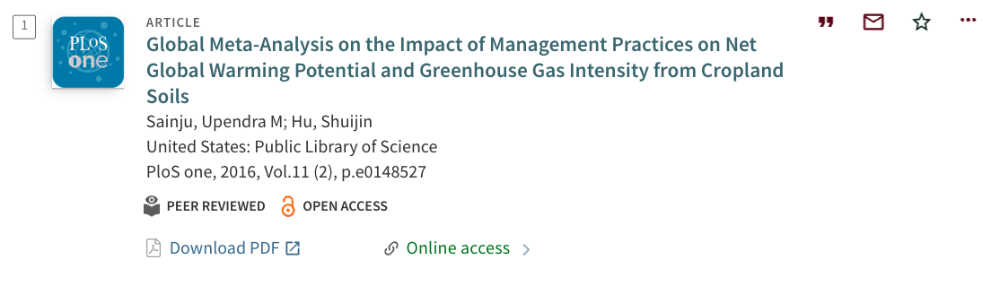 1
PLOS
one
ARTICLE
Global Meta-Analysis on the Impact of Management Practices on Net
Global Warming Potential and Greenhouse Gas Intensity from Cropland
Soils
Sainju, Upendra M; Hu, Shuijin
United States: Public Library of Science
PloS one, 2016, Vol.11 (2), p.e0148527
PEER REVIEWED OPEN ACCESS
Download PDF Online access